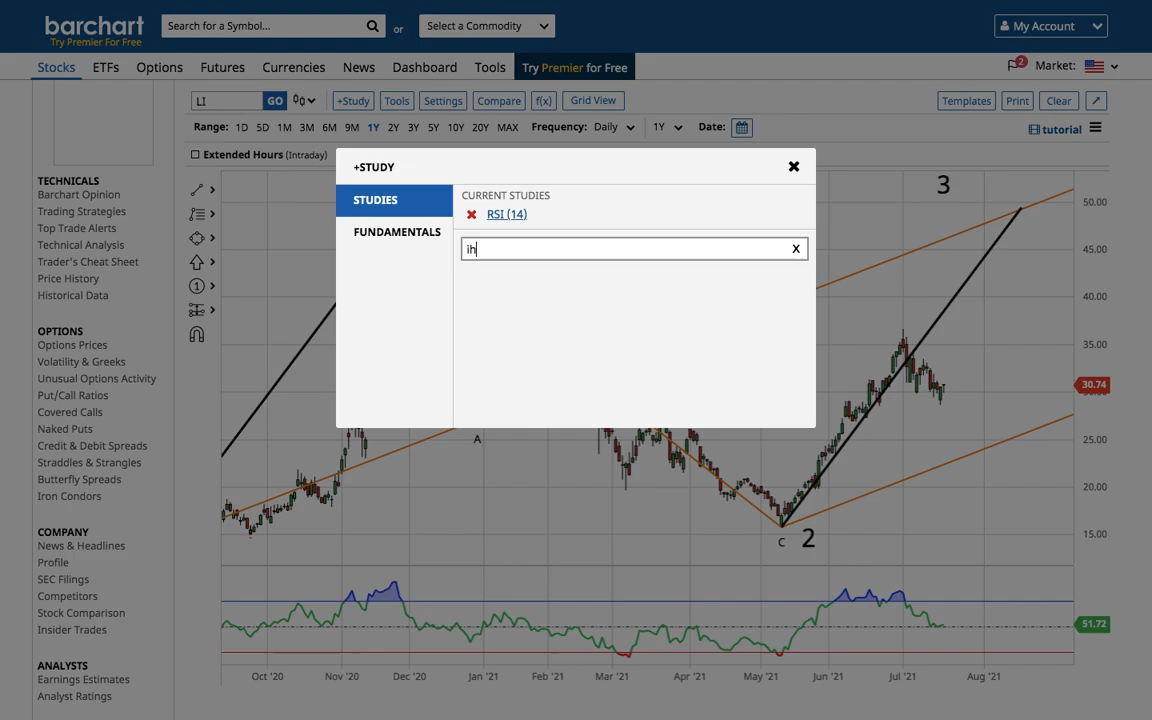 barchart
Try Premier For Free
Search for a Symbol...
or
Select a Commodity
My Account
Stocks ETFs Options Futures Currencies News Dashboard Tools Try Premier for Free
2 Market:
LI GO +Study Tools Settings Compare f(x) Grid View Templates Print Clear
Range: 1D 5D 1M 3M 6M 9M 1Y 2Y 3Y 5Y 10Y 20Y MAX Frequency: Daily 1Y Date:
tutorial
Extended Hours (Intraday)
+STUDY
STUDIES
FUNDAMENTALS
CURRENT STUDIES
RSI (14)
ih X
TECHNICALS
Barchart Opinion
Trading Strategies
Top Trade Alerts
Technical Analysis
Trader's Cheat Sheet
Price History
Historical Data
OPTIONS
Options Prices
Volatility & Greeks
Unusual Options Activity
Put/Call Ratios
Covered Calls
Naked Puts
Credit & Debit Spreads
Straddles & Strangles
Butterfly Spreads
Iron Condors
COMPANY
News & Headlines
Profile
SEC Filings
Competitors
Stock Comparison
Insider Trades
ANALYSTS
Earnings Estimates
Analyst Ratings
1
3
A
C
2
50.00
45.00
40.00
35.00
30.74
25.00
20.00
15.00
51.72
Oct '20 Nov '20 Dec '20 Jan '21 Feb '21 Mar '21 Apr '21 May '21 Jun '21 Jul '21 Aug '21